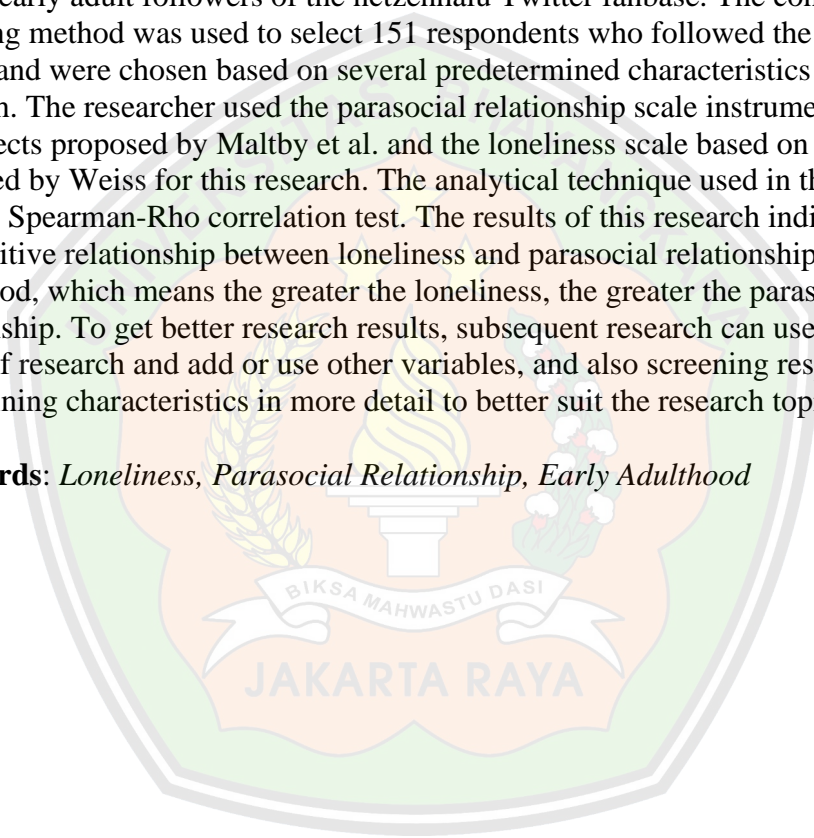 early adult followers of the netzenhalu Twitter fanbase. The con
ng method was used to select 151 respondents who followed the
and were chosen based on several predetermined characteristics
h. The researcher used the parasocial relationship scale instrume
ects proposed by Maltby et al. and the loneliness scale based on
ed by Weiss for this research. The analytical technique used in th
Spearman-Rho correlation test. The results of this research indi
itive relationship between loneliness and parasocial relationship
od, which means the greater the loneliness, the greater the paras
nship. To get better research results, subsequent research can use
f research and add or use other variables, and also screening res
ining characteristics in more detail to better suit the research top
rds: Loneliness, Parasocial Relationship, Early Adulthood
UNIVERSITAS BHAYANGKARA
BIKSA MAHWASTU DASI
JAKARTA RAYA